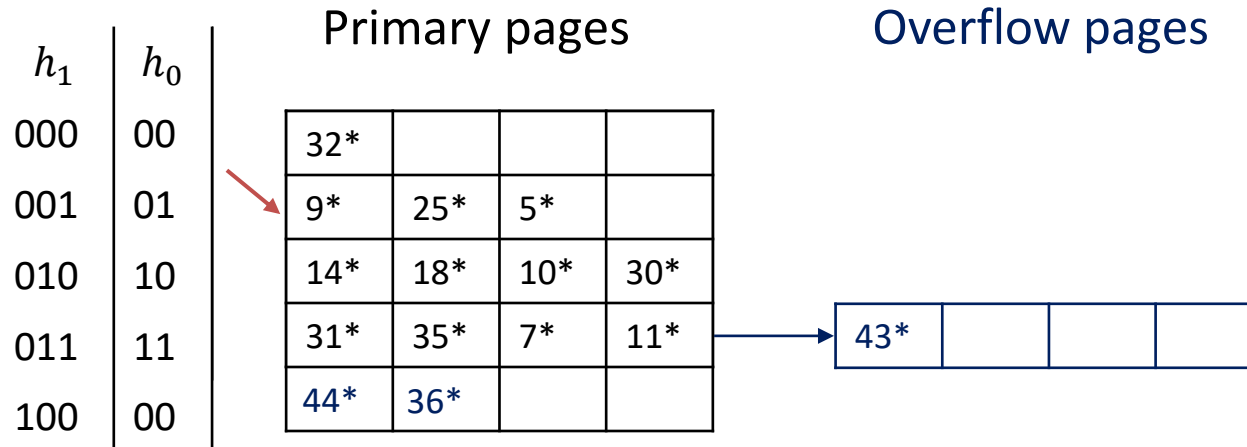 Primary pages Overflow pages
h₁ h₀
000 00 32*
001 01 9* 25* 5*
010 10 14* 18* 10* 30*
011 11 31* 35* 7* 11* 43*
100 00 44* 36*